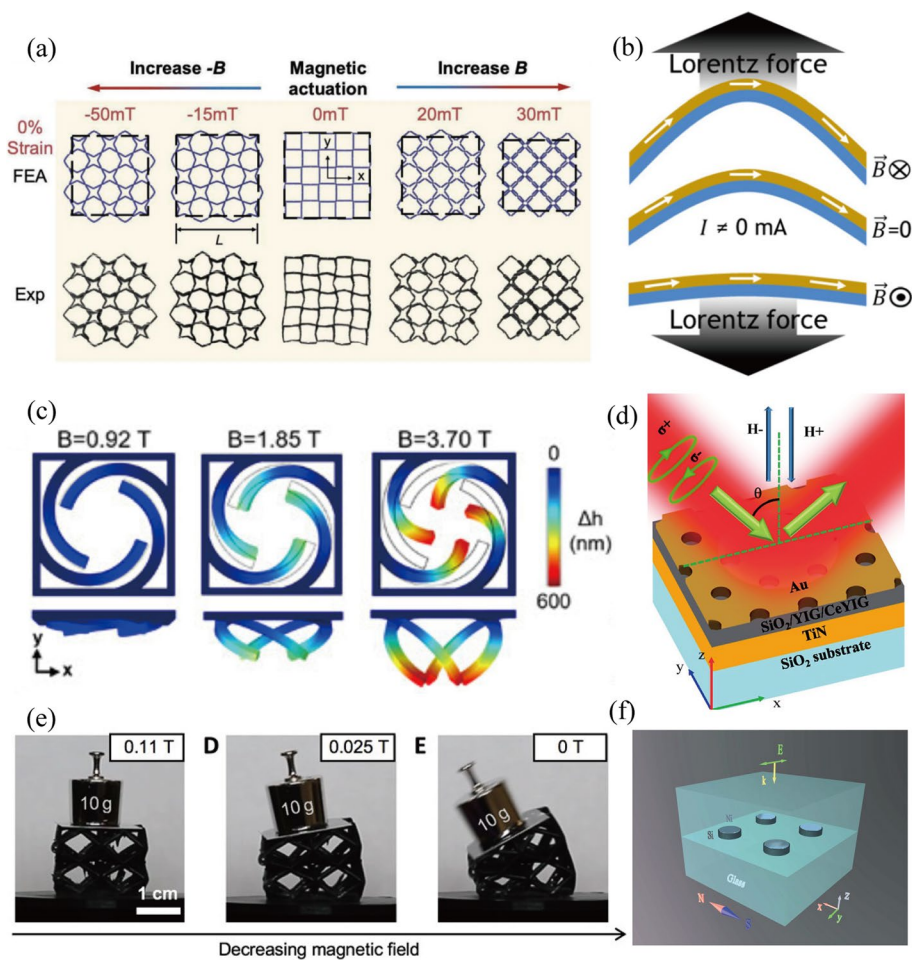 (a)
Increase -B
Magnetic actuation
Increase B
-50mT
-15mT
0mT
20mT
30mT
0% Strain
FEA
y
x
L
Exp
(b)
Lorentz force
B⃗⊗
I ≠ 0 mA
B⃗=0
B⃗⊙
Lorentz force
(c)
B=0.92 T
B=1.85 T
B=3.70 T
0
Δh
(nm)
600
y
x
(d)
σ+
σ-
H-
H+
θ
Au
SiO2/YIG/CeYIG
TiN
SiO2 substrate
z
y
x
(e)
0.11 T
D
0.025 T
E
0 T
10 g
10 g
10 g
1 cm
Decreasing magnetic field
(f)
E
k
Ni
Si
Glass
N
S
z
x
y